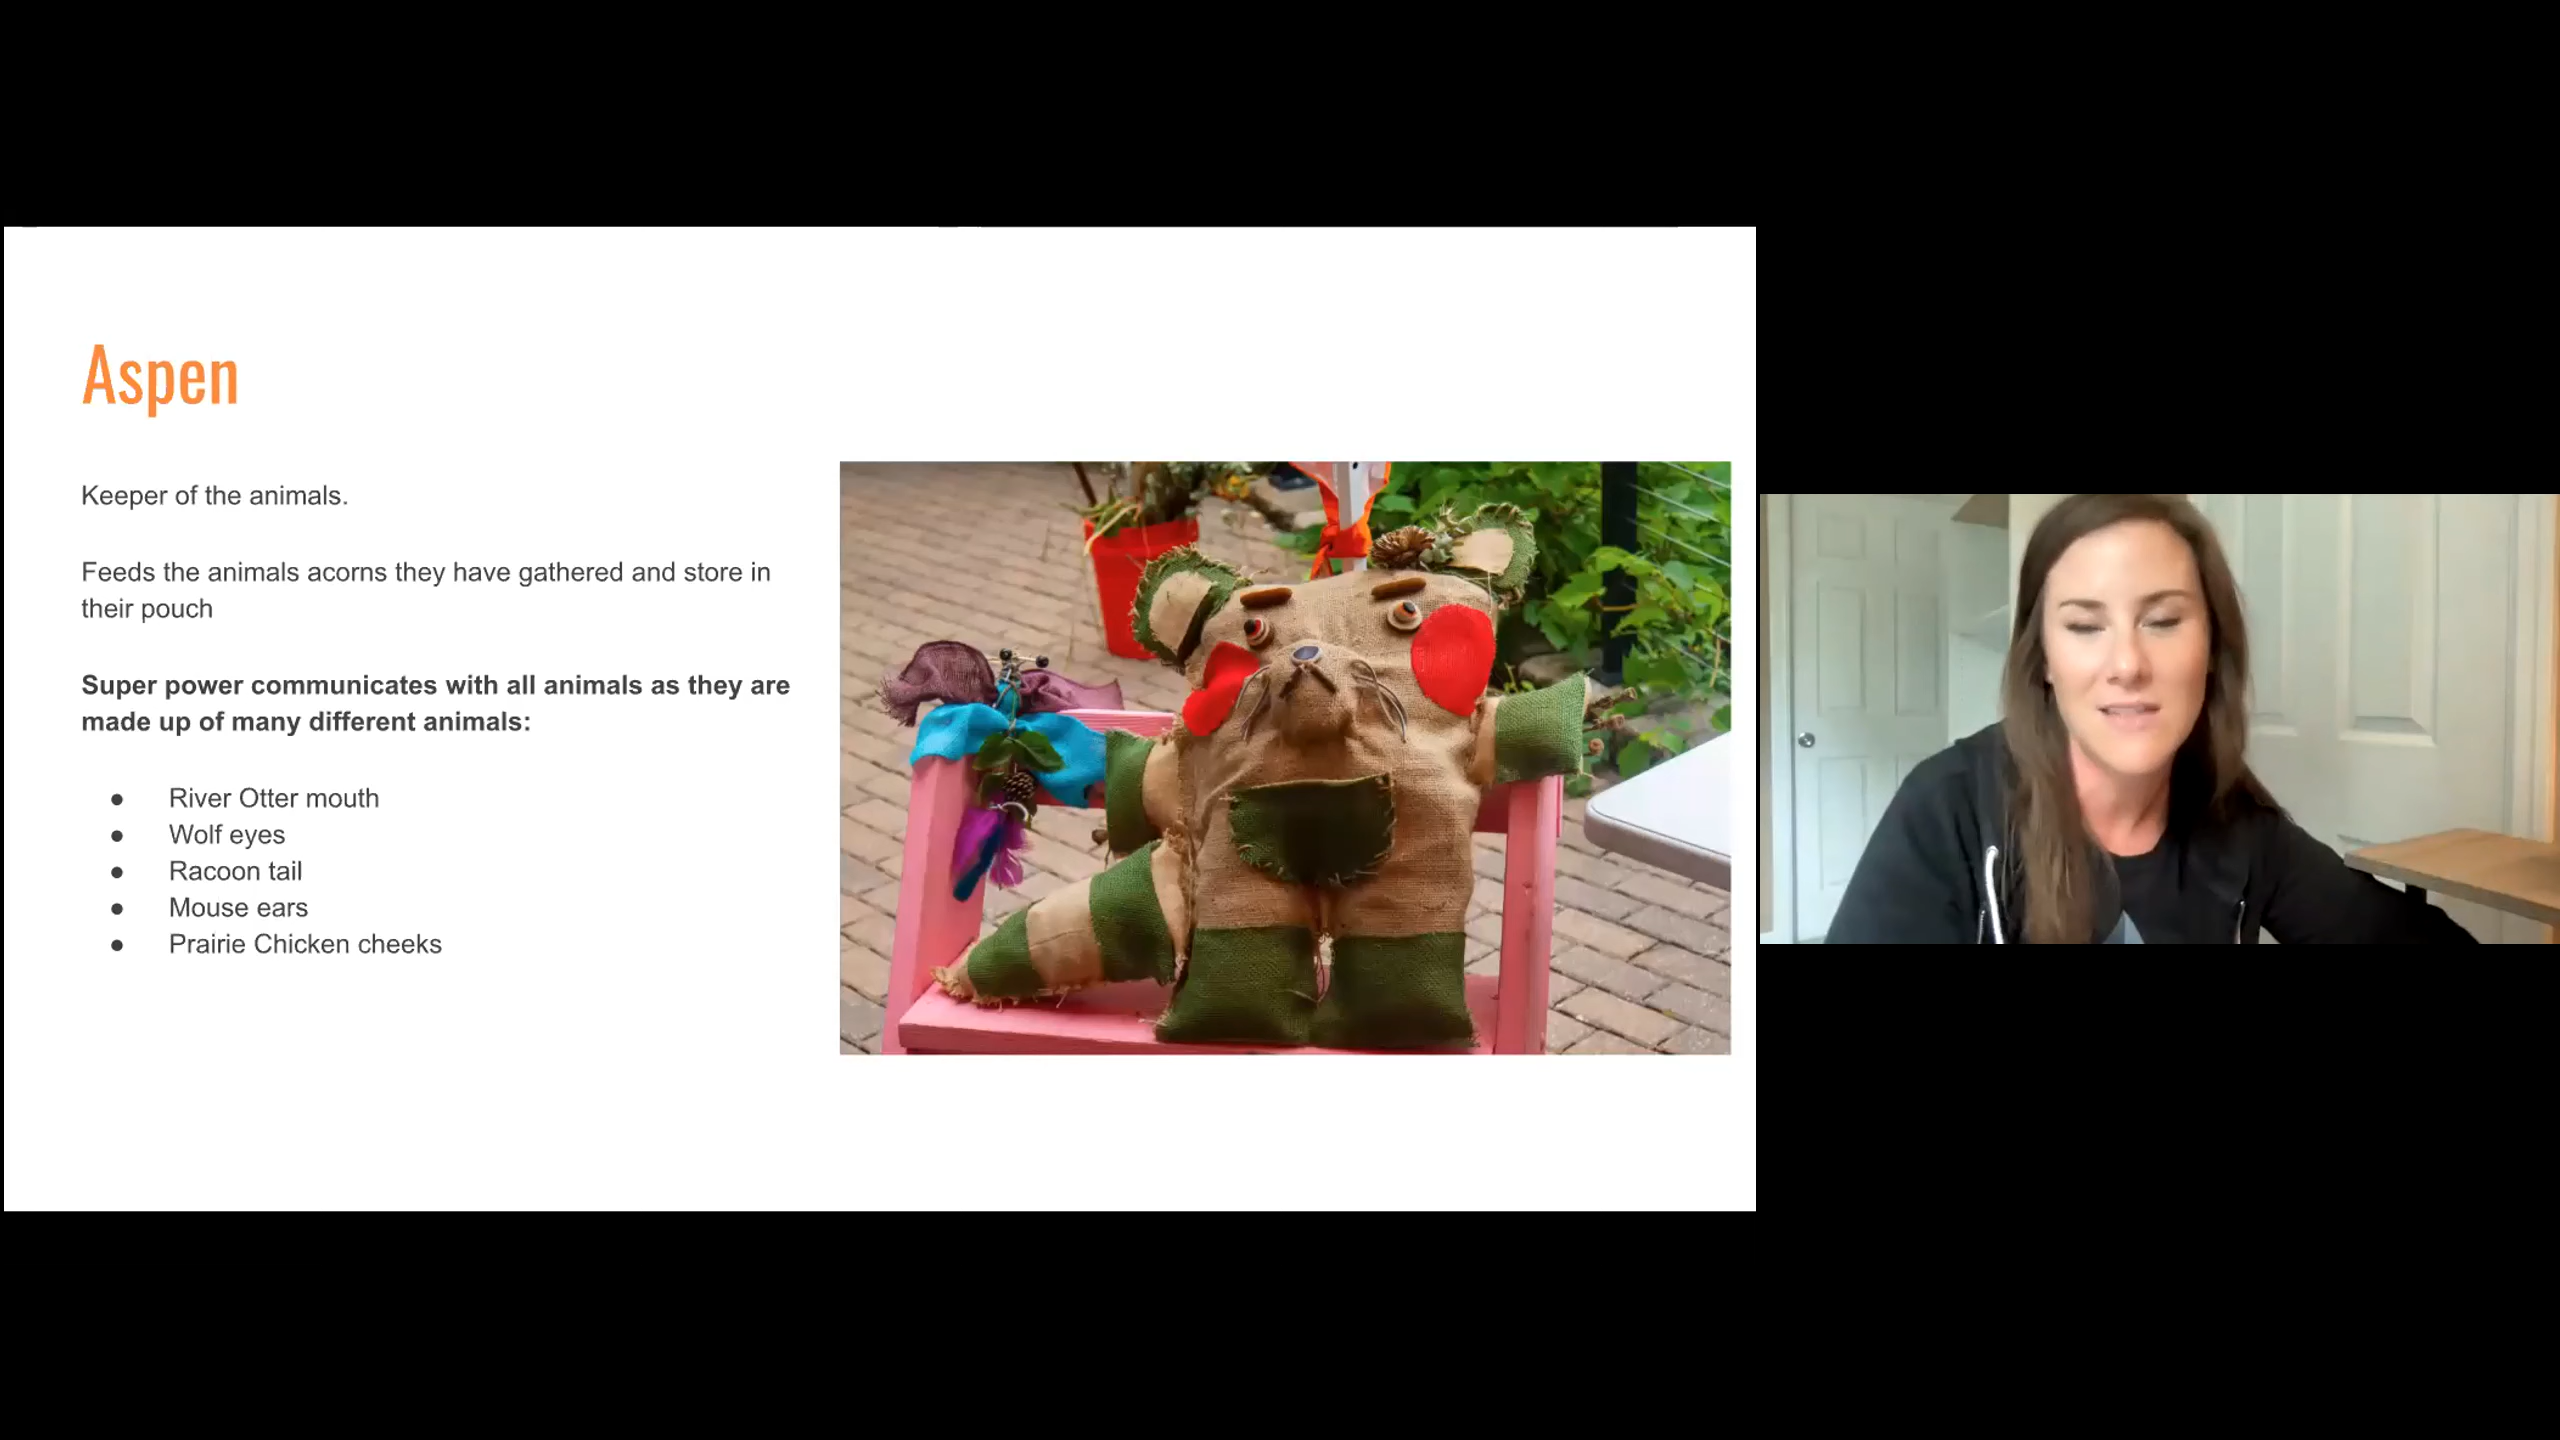 Aspen
Keeper of the animals.
Feeds the animals acorns they have gathered and store in
their pouch
Super power communicates with all animals as they are
made up of many different animals:
● River Otter mouth
● Wolf eyes
● Racoon tail
● Mouse ears
● Prairie Chicken cheeks